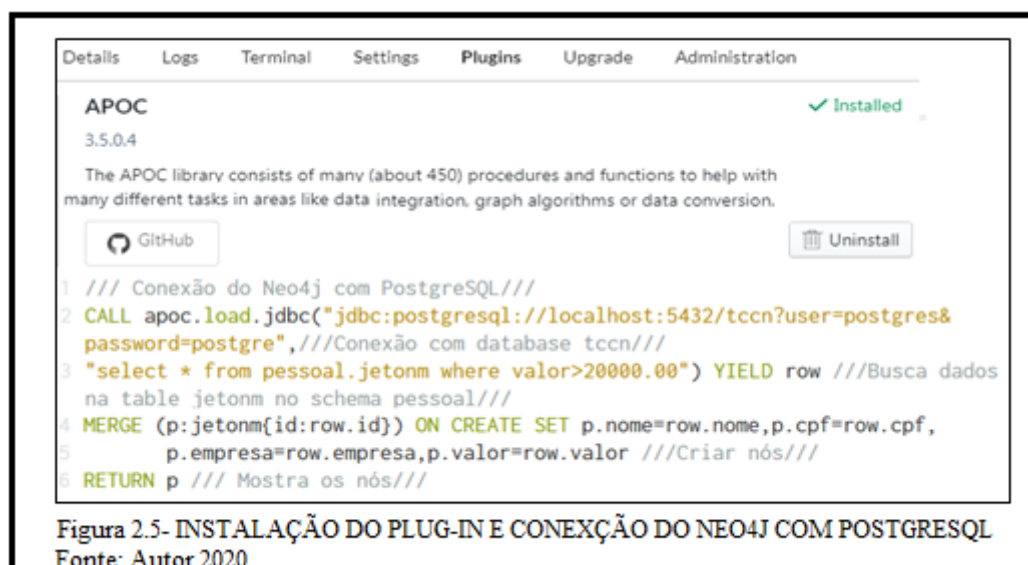 Details Logs Terminal Settings Plugins Upgrade Administration
APOC
Installed
3.5.0.4
The APOC library consists of many (about 450) procedures and functions to help with
many different tasks in areas like data integration, graph algorithms or data conversion.
GitHub
Uninstall
1 /// Conexão do Neo4j com PostgreSQL///
2 CALL apoc.load.jdbc("jdbc:postgresql://localhost:5432/tccn?user=postgres&
password=postgre",///Conexão com database tccn///
3 "select * from pessoal.jetonm where valor>20000.00") YIELD row ///Busca dados
na table jetonm no schema pessoal///
4 MERGE (p:jetonm{id:row.id}) ON CREATE SET p.nome=row.nome,p.cpf=row.cpf,
5 p.empresa=row.empresa,p.valor=row.valor ///Criar nós///
6 RETURN p /// Mostra os nós///
Figura 2.5- INSTALAÇÃO DO PLUG-IN E CONEXÇÃO DO NEO4J COM POSTGRESQL
Fonte: Autor 2020